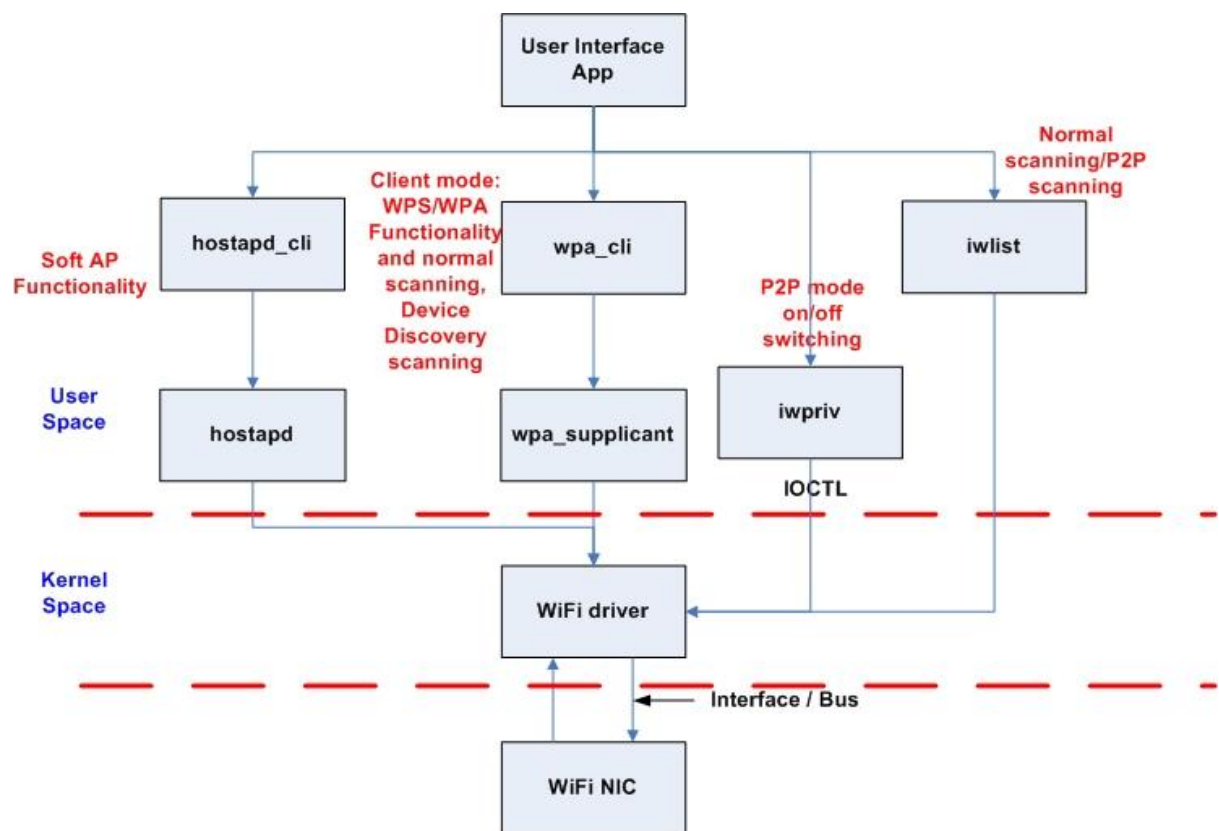 User Interface
App
Normal
scanning/P2P
scanning
Client mode:
WPS/WPA
Functionality
and normal
scanning,
Device
Discovery
scanning
hostapd_cli
wpa_cli
iwlist
Soft AP
Functionality
P2P mode
on/off
switching
User
Space
hostapd
wpa_supplicant
iwpriv
IOCTL
Kernel
Space
WiFi driver
Interface / Bus
WiFi NIC